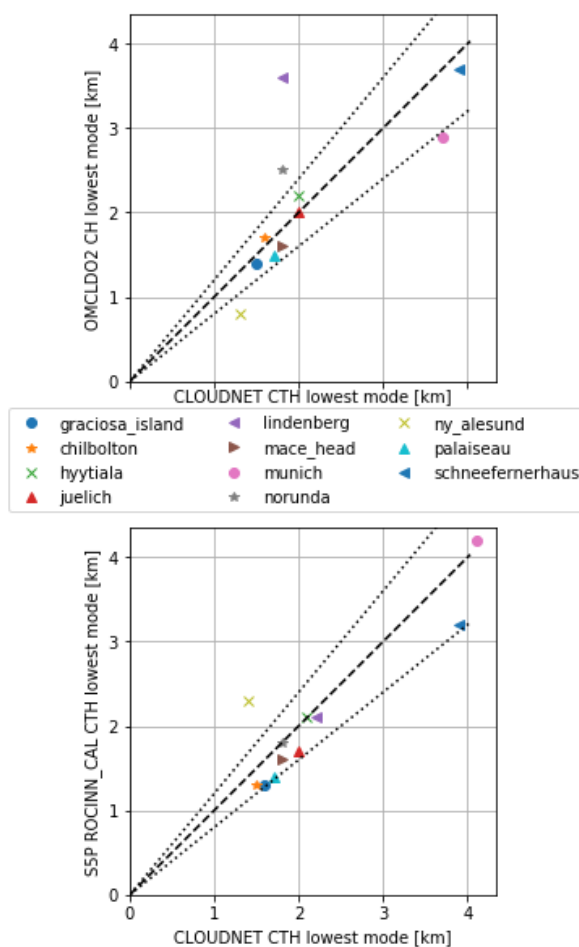 4
3
2
1
0
OMCLDO2 CH lowest mode [km]
CLOUDNET CTH lowest mode [km]
graciosa_island
chilbolton
hyytiala
juelich
lindenberg
mace_head
munich
norunda
ny_alesund
palaiseau
schneefernerhaus
4
3
2
1
0
S5P ROCINN_CAL CTH lowest mode [km]
0 1 2 3 4
CLOUDNET CTH lowest mode [km]